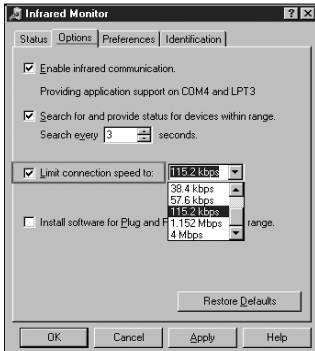 Infrared Monitor
Status Options Preferences Identification
Enable infrared communication.
Providing application support on COM4 and LPT3
Search for and provide status for devices within range.
Search every 3 seconds.
Limit connection speed to: 115.2 kbps
38.4 kbps
57.6 kbps
115.2 kbps
1.152 Mbps
4 Mbps
Install software for Plug and P range.
Restore Defaults
OK Cancel Apply Help